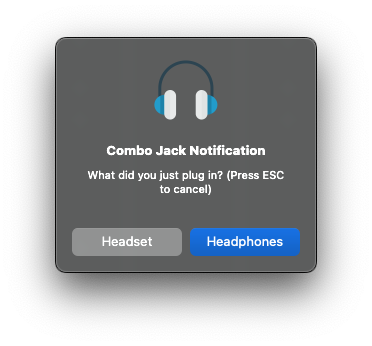 Combo Jack Notification
What did you just plug in? (Press ESC
to cancel)
Headset
Headphones